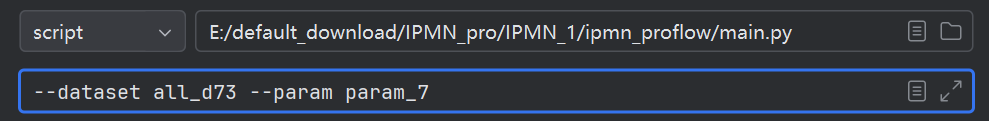 script E:/default_download/IPMN_pro/IPMN_1/ipmn_proflow/main.py
--dataset all_d73 --param param_7